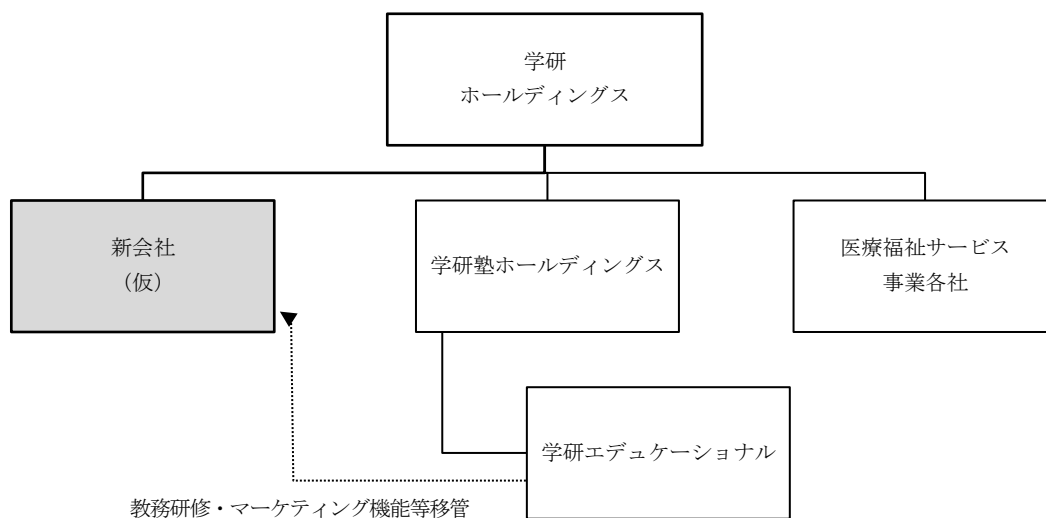 学研
ホールディングス
新会社
(仮)
学研塾ホールディングス
医療福祉サービス
事業各社
学研エデュケーショナル
教務研修・マーケティング機能等移管